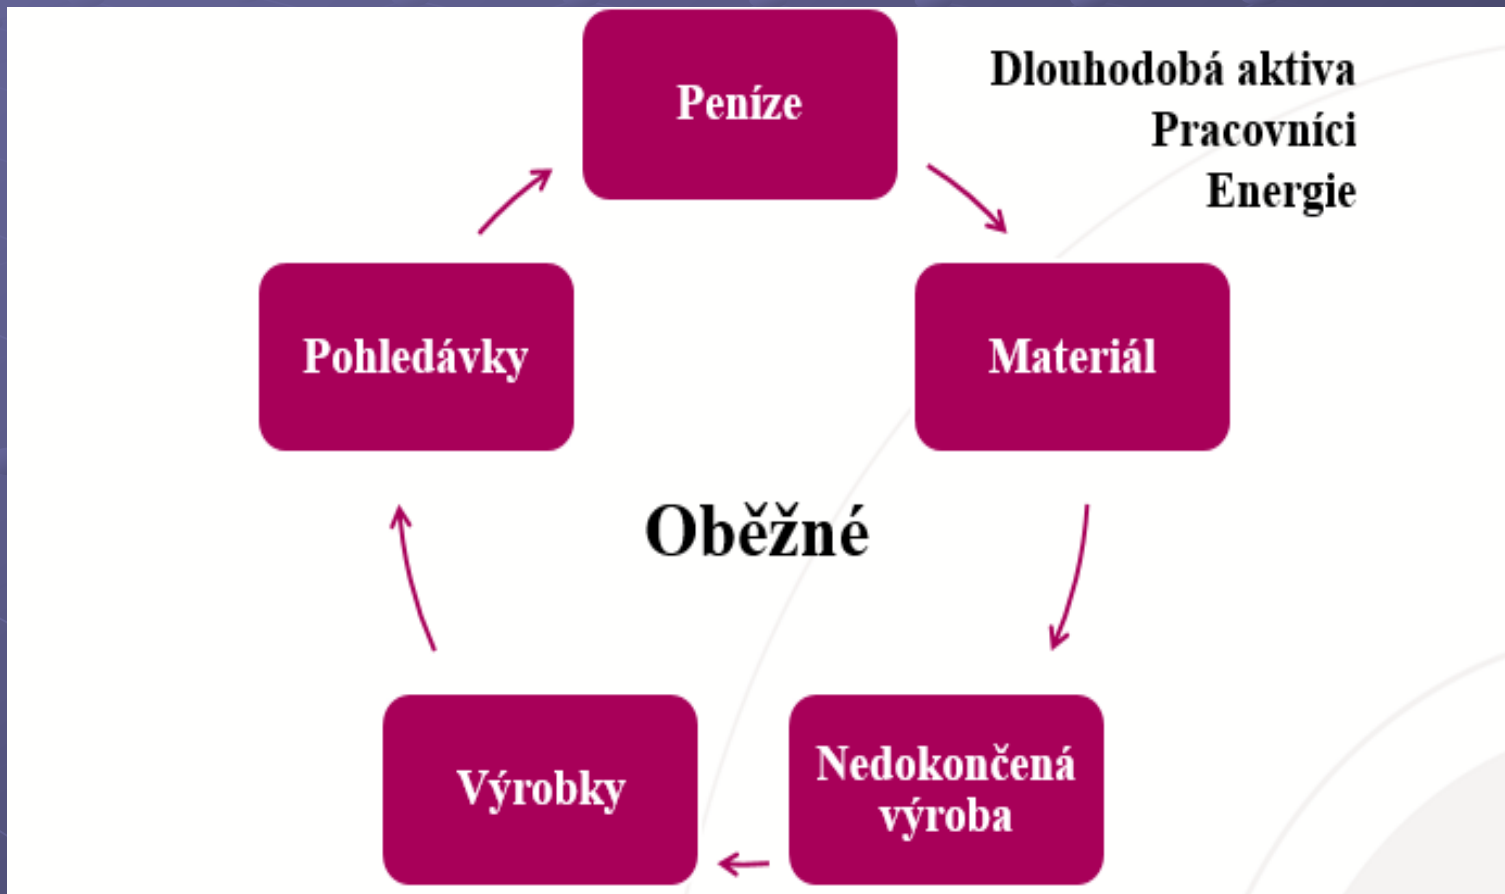 Peníze
Dlouhodobá aktiva
Pracovníci
Energie
Pohledávky
Materiál
Oběžné
Výrobky
Nedokončená
výroba